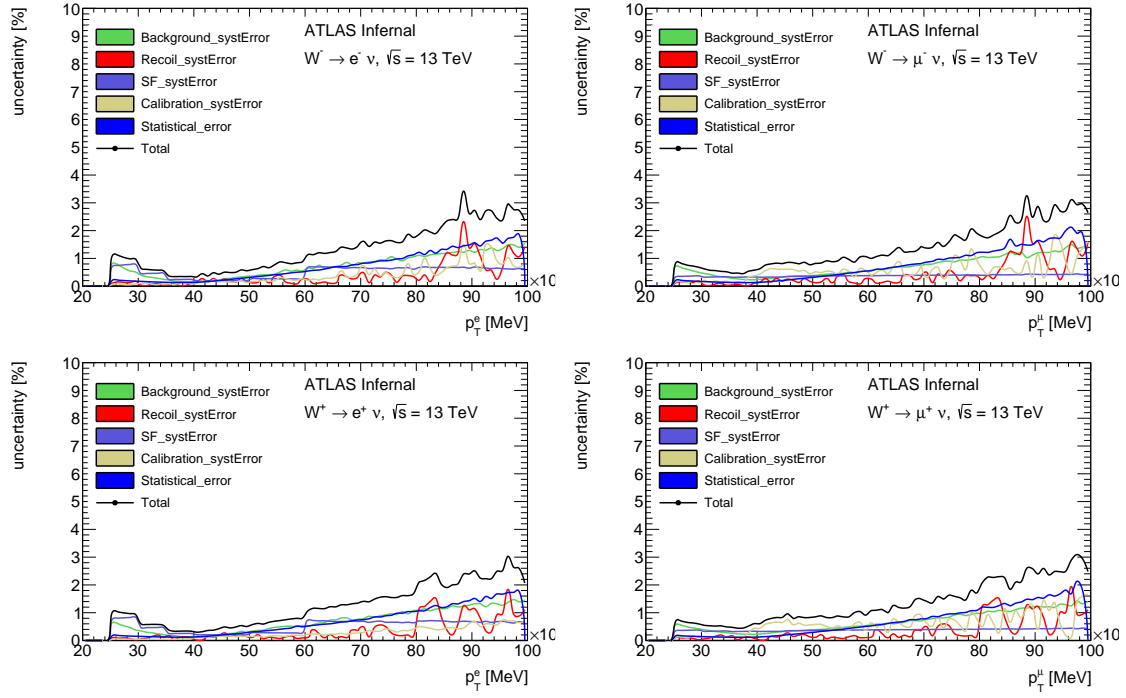 uncertainty [%]
10
9
8
7
6
5
4
3
2
1
0
Background_systError
Recoil_systError
SF_systError
Calibration_systError
Statistical_error
Total
ATLAS Internal
W⁻ → e⁻ ν, √s = 13 TeV
20 30 40 50 60 70 80 90 100
×10
p_T^e [MeV]
uncertainty [%]
10
9
8
7
6
5
4
3
2
1
0
Background_systError
Recoil_systError
SF_systError
Calibration_systError
Statistical_error
Total
ATLAS Internal
W⁻ → μ⁻ ν, √s = 13 TeV
20 30 40 50 60 70 80 90 100
×10
p_T^μ [MeV]
uncertainty [%]
10
9
8
7
6
5
4
3
2
1
0
Background_systError
Recoil_systError
SF_systError
Calibration_systError
Statistical_error
Total
ATLAS Internal
W⁺ → e⁺ ν, √s = 13 TeV
20 30 40 50 60 70 80 90 100
×10
p_T^e [MeV]
uncertainty [%]
10
9
8
7
6
5
4
3
2
1
0
Background_systError
Recoil_systError
SF_systError
Calibration_systError
Statistical_error
Total
ATLAS Internal
W⁺ → μ⁺ ν, √s = 13 TeV
20 30 40 50 60 70 80 90 100
×10
p_T^μ [MeV]